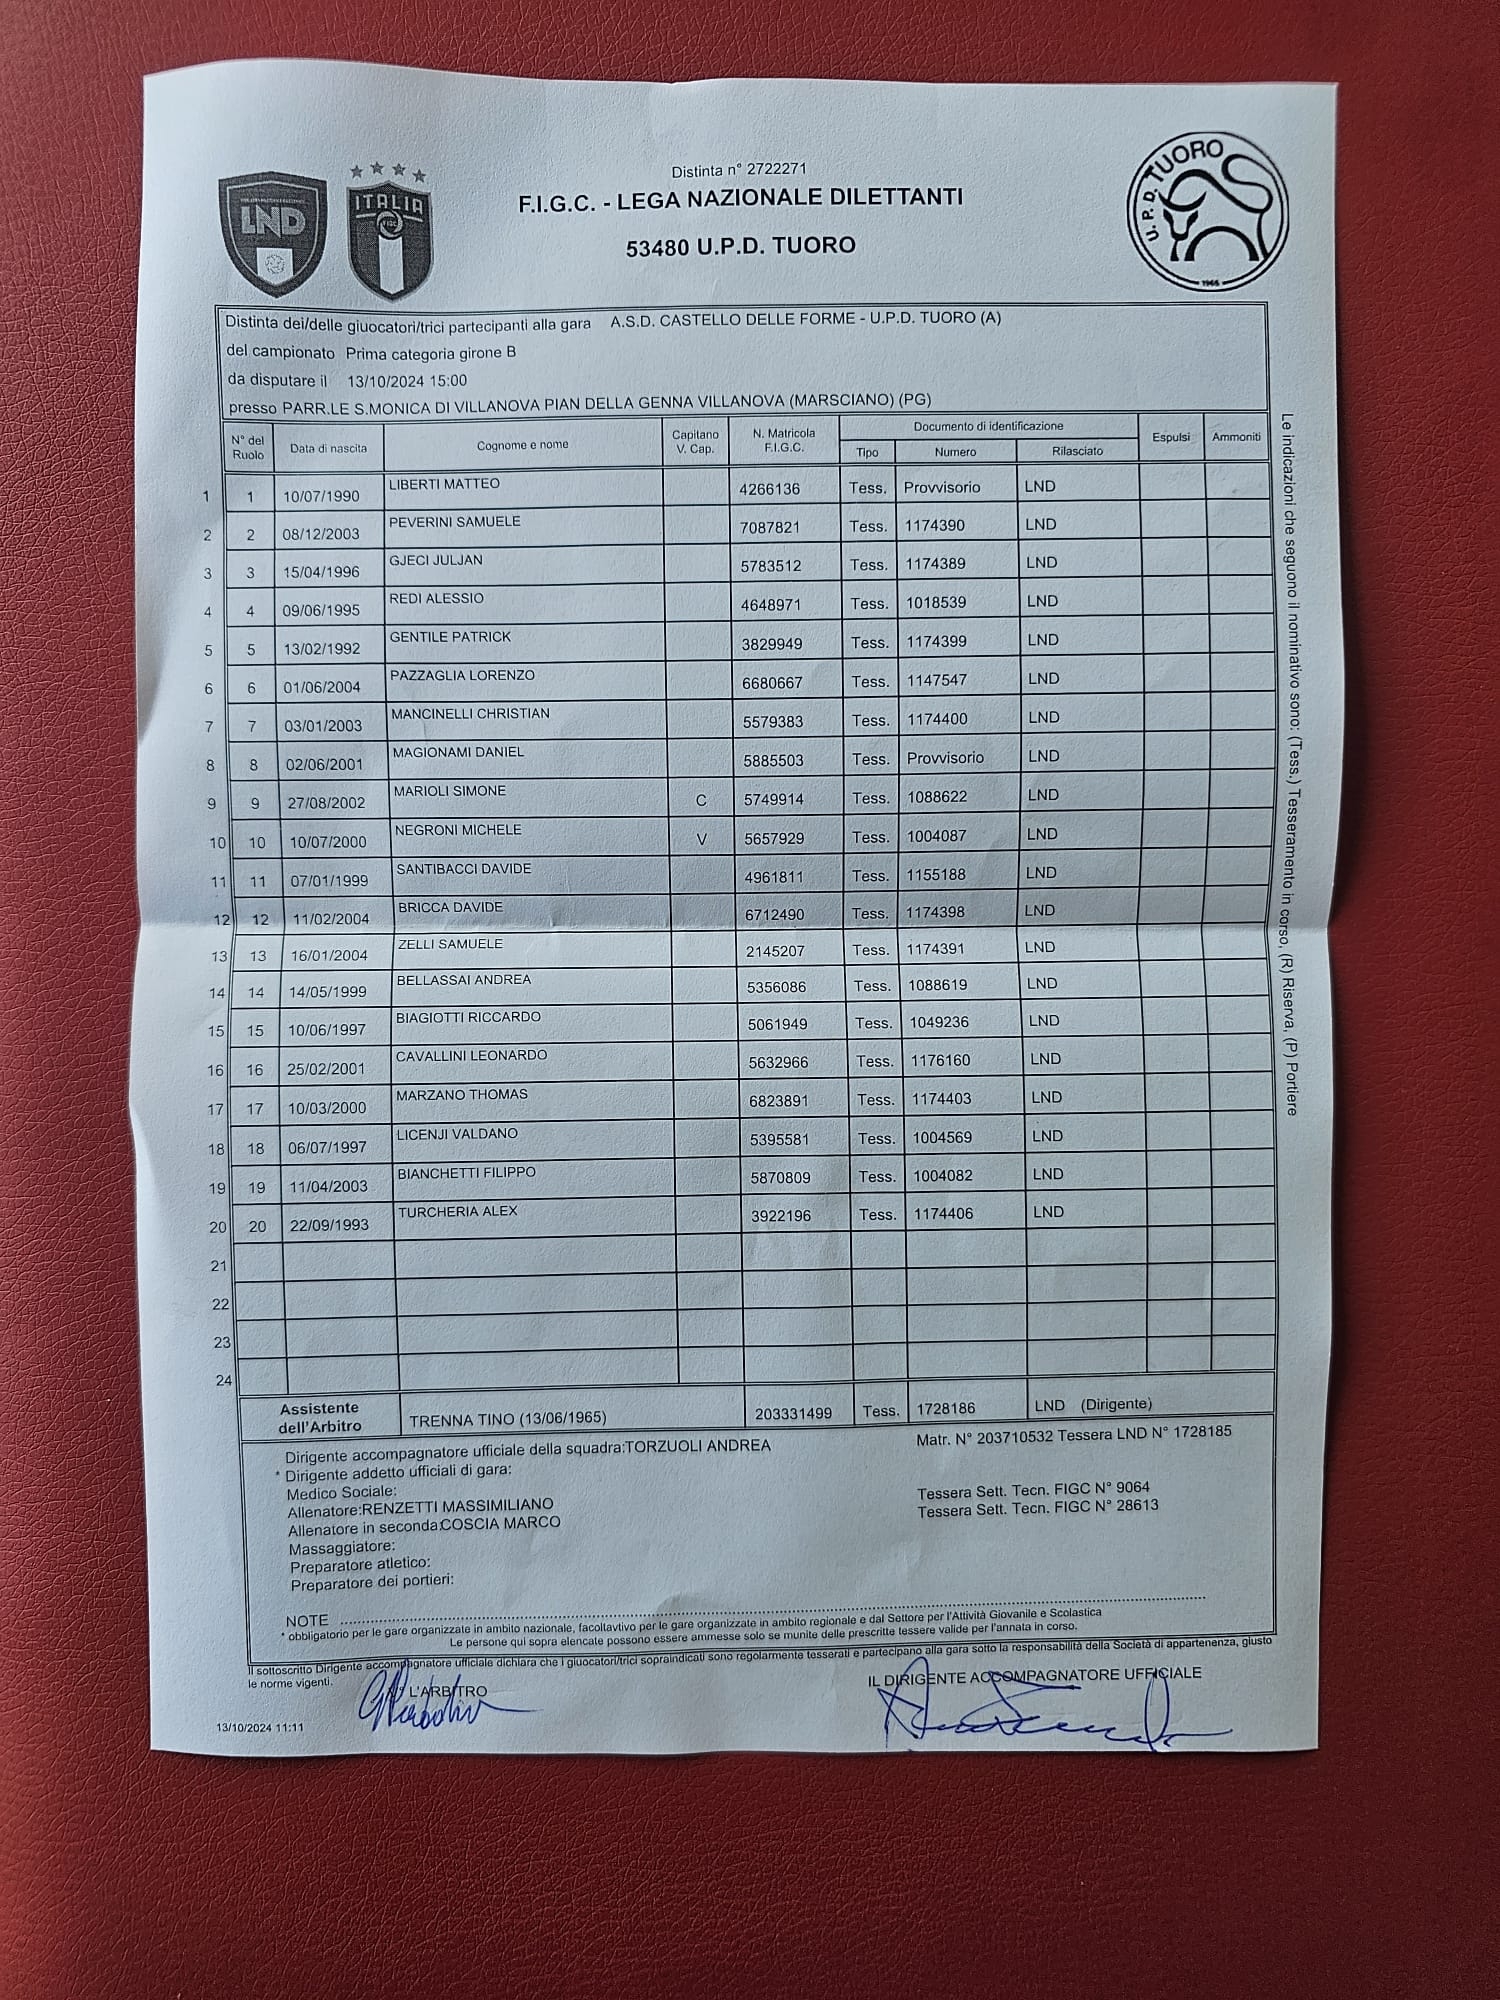 Distinta n° 2722271
F.I.G.C. - LEGA NAZIONALE DILETTANTI
53480 U.P.D. TUORO
LND
ITALIA
U.P.D. TUORO
1965
Distinta dei/delle giuocatori/trici partecipanti alla gara A.S.D. CASTELLO DELLE FORME - U.P.D. TUORO (A)
del campionato Prima categoria girone B
da disputare il 13/10/2024 15:00
presso PARR.LE S.MONICA DI VILLANOVA PIAN DELLA GENNA VILLANOVA (MARSCIANO) (PG)
N° del Ruolo Data di nascita Cognome e nome Capitano V. Cap. N. Matricola F.I.G.C. Documento di identificazione Espulsi Ammoniti
Tipo Numero Rilasciato
1 1 10/07/1990 LIBERTI MATTEO 4266136 Tess. Provvisorio LND
2 2 08/12/2003 PEVERINI SAMUELE 7087821 Tess. 1174390 LND
3 3 15/04/1996 GJECI JULJAN 5783512 Tess. 1174389 LND
4 4 09/06/1995 REDI ALESSIO 4648971 Tess. 1018539 LND
5 5 13/02/1992 GENTILE PATRICK 3829949 Tess. 1174399 LND
6 6 01/06/2004 PAZZAGLIA LORENZO 6680667 Tess. 1147547 LND
7 7 03/01/2003 MANCINELLI CHRISTIAN 5579383 Tess. 1174400 LND
8 8 02/06/2001 MAGIONAMI DANIEL 5885503 Tess. Provvisorio LND
9 9 27/08/2002 MARIOLI SIMONE C 5749914 Tess. 1088622 LND
10 10 10/07/2000 NEGRONI MICHELE V 5657929 Tess. 1004087 LND
11 11 07/01/1999 SANTIBACCI DAVIDE 4961811 Tess. 1155188 LND
12 12 11/02/2004 BRICCA DAVIDE 6712490 Tess. 1174398 LND
13 13 16/01/2004 ZELLI SAMUELE 2145207 Tess. 1174391 LND
14 14 14/05/1999 BELLASSAI ANDREA 5356086 Tess. 1088619 LND
15 15 10/06/1997 BIAGIOTTI RICCARDO 5061949 Tess. 1049236 LND
16 16 25/02/2001 CAVALLINI LEONARDO 5632966 Tess. 1176160 LND
17 17 10/03/2000 MARZANO THOMAS 6823891 Tess. 1174403 LND
18 18 06/07/1997 LICENJI VALDANO 5395581 Tess. 1004569 LND
19 19 11/04/2003 BIANCHETTI FILIPPO 5870809 Tess. 1004082 LND
20 20 22/09/1993 TURCHERIA ALEX 3922196 Tess. 1174406 LND
21
22
23
24
Le indicazioni che seguono il nominativo sono: (Tess.) Tesseramento in corso, (R) Riserva, (P) Portiere
Assistente dell'Arbitro TRENNA TINO (13/06/1965) 203331499 Tess. 1728186 LND (Dirigente)
Dirigente accompagnatore ufficiale della squadra:TORZUOLI ANDREA Matr. N° 203710532 Tessera LND N° 1728185
* Dirigente addetto ufficiali di gara:
Medico Sociale:
Allenatore:RENZETTI MASSIMILIANO Tessera Sett. Tecn. FIGC N° 9064
Allenatore in seconda:COSCIA MARCO Tessera Sett. Tecn. FIGC N° 28613
Massaggiatore:
Preparatore atletico:
Preparatore dei portieri:
NOTE
* obbligatorio per le gare organizzate in ambito nazionale, facoltavtivo per le gare organizzate in ambito regionale e dal Settore per l'Attività Giovanile e Scolastica
Le persone qui sopra elencate possono essere ammesse solo se munite delle prescritte tessere valide per l'annata in corso.
Il sottoscritto Dirigente accompagnatore ufficiale dichiara che i giuocatori/trici sopraindicati sono regolarmente tesserati e partecipano alla gara sotto la responsabilità della Società di appartenenza, giusto
le norme vigenti.
L'ARBITRO
IL DIRIGENTE ACCOMPAGNATORE UFFICIALE
13/10/2024 11:11